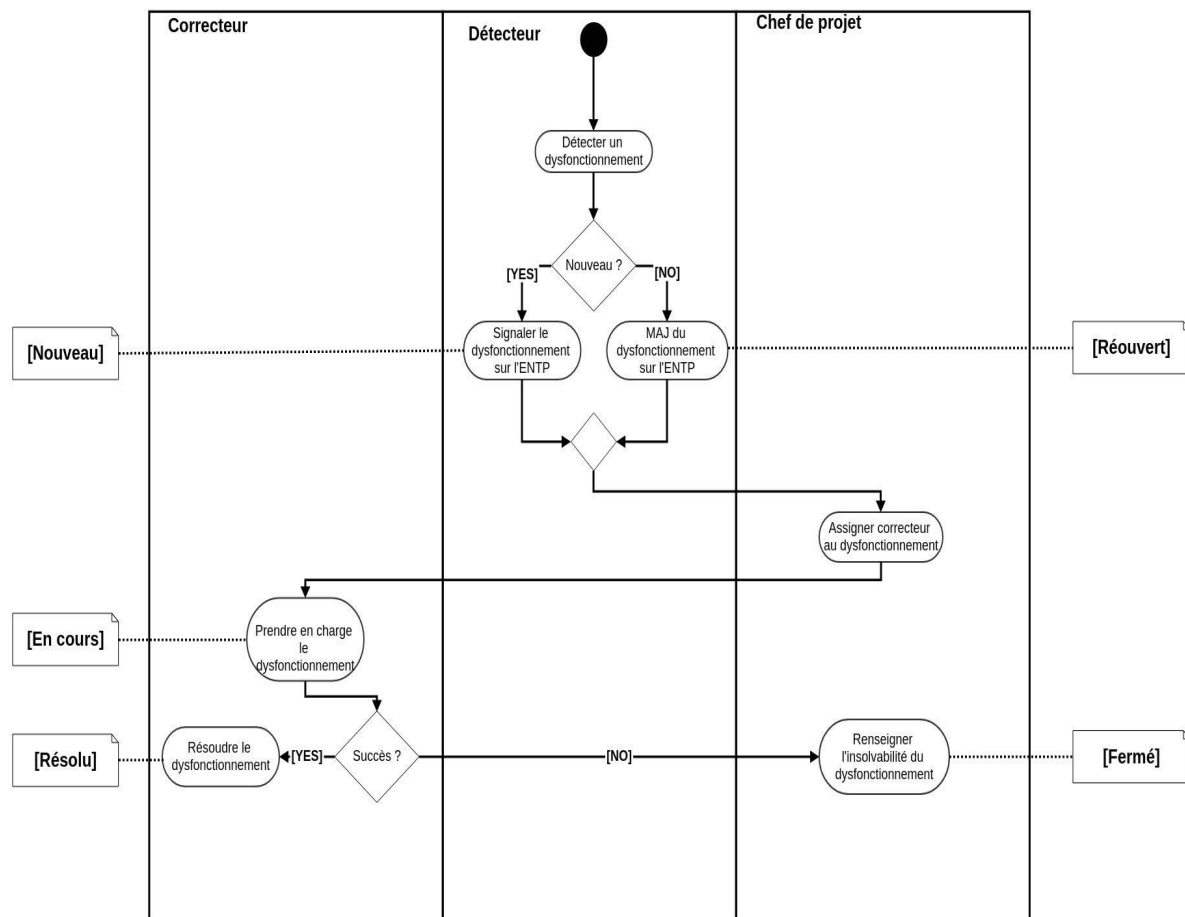 Correcteur
Détecteur
Chef de projet
Détecter un
dysfonctionnement
Nouveau ?
[YES]
[NO]
[Nouveau]
Signaler le
dysfonctionnement
sur l'ENTP
MAJ du
dysfonctionnement
sur l'ENTP
[Réouvert]
Assigner correcteur
au dysfonctionnement
[En cours]
Prendre en charge
le
dysfonctionnement
[Résolu]
Résoudre le
dysfonctionnement
[YES]
Succès ?
[NO]
Renseigner
l'insolvabilité du
dysfonctionnement
[Fermé]